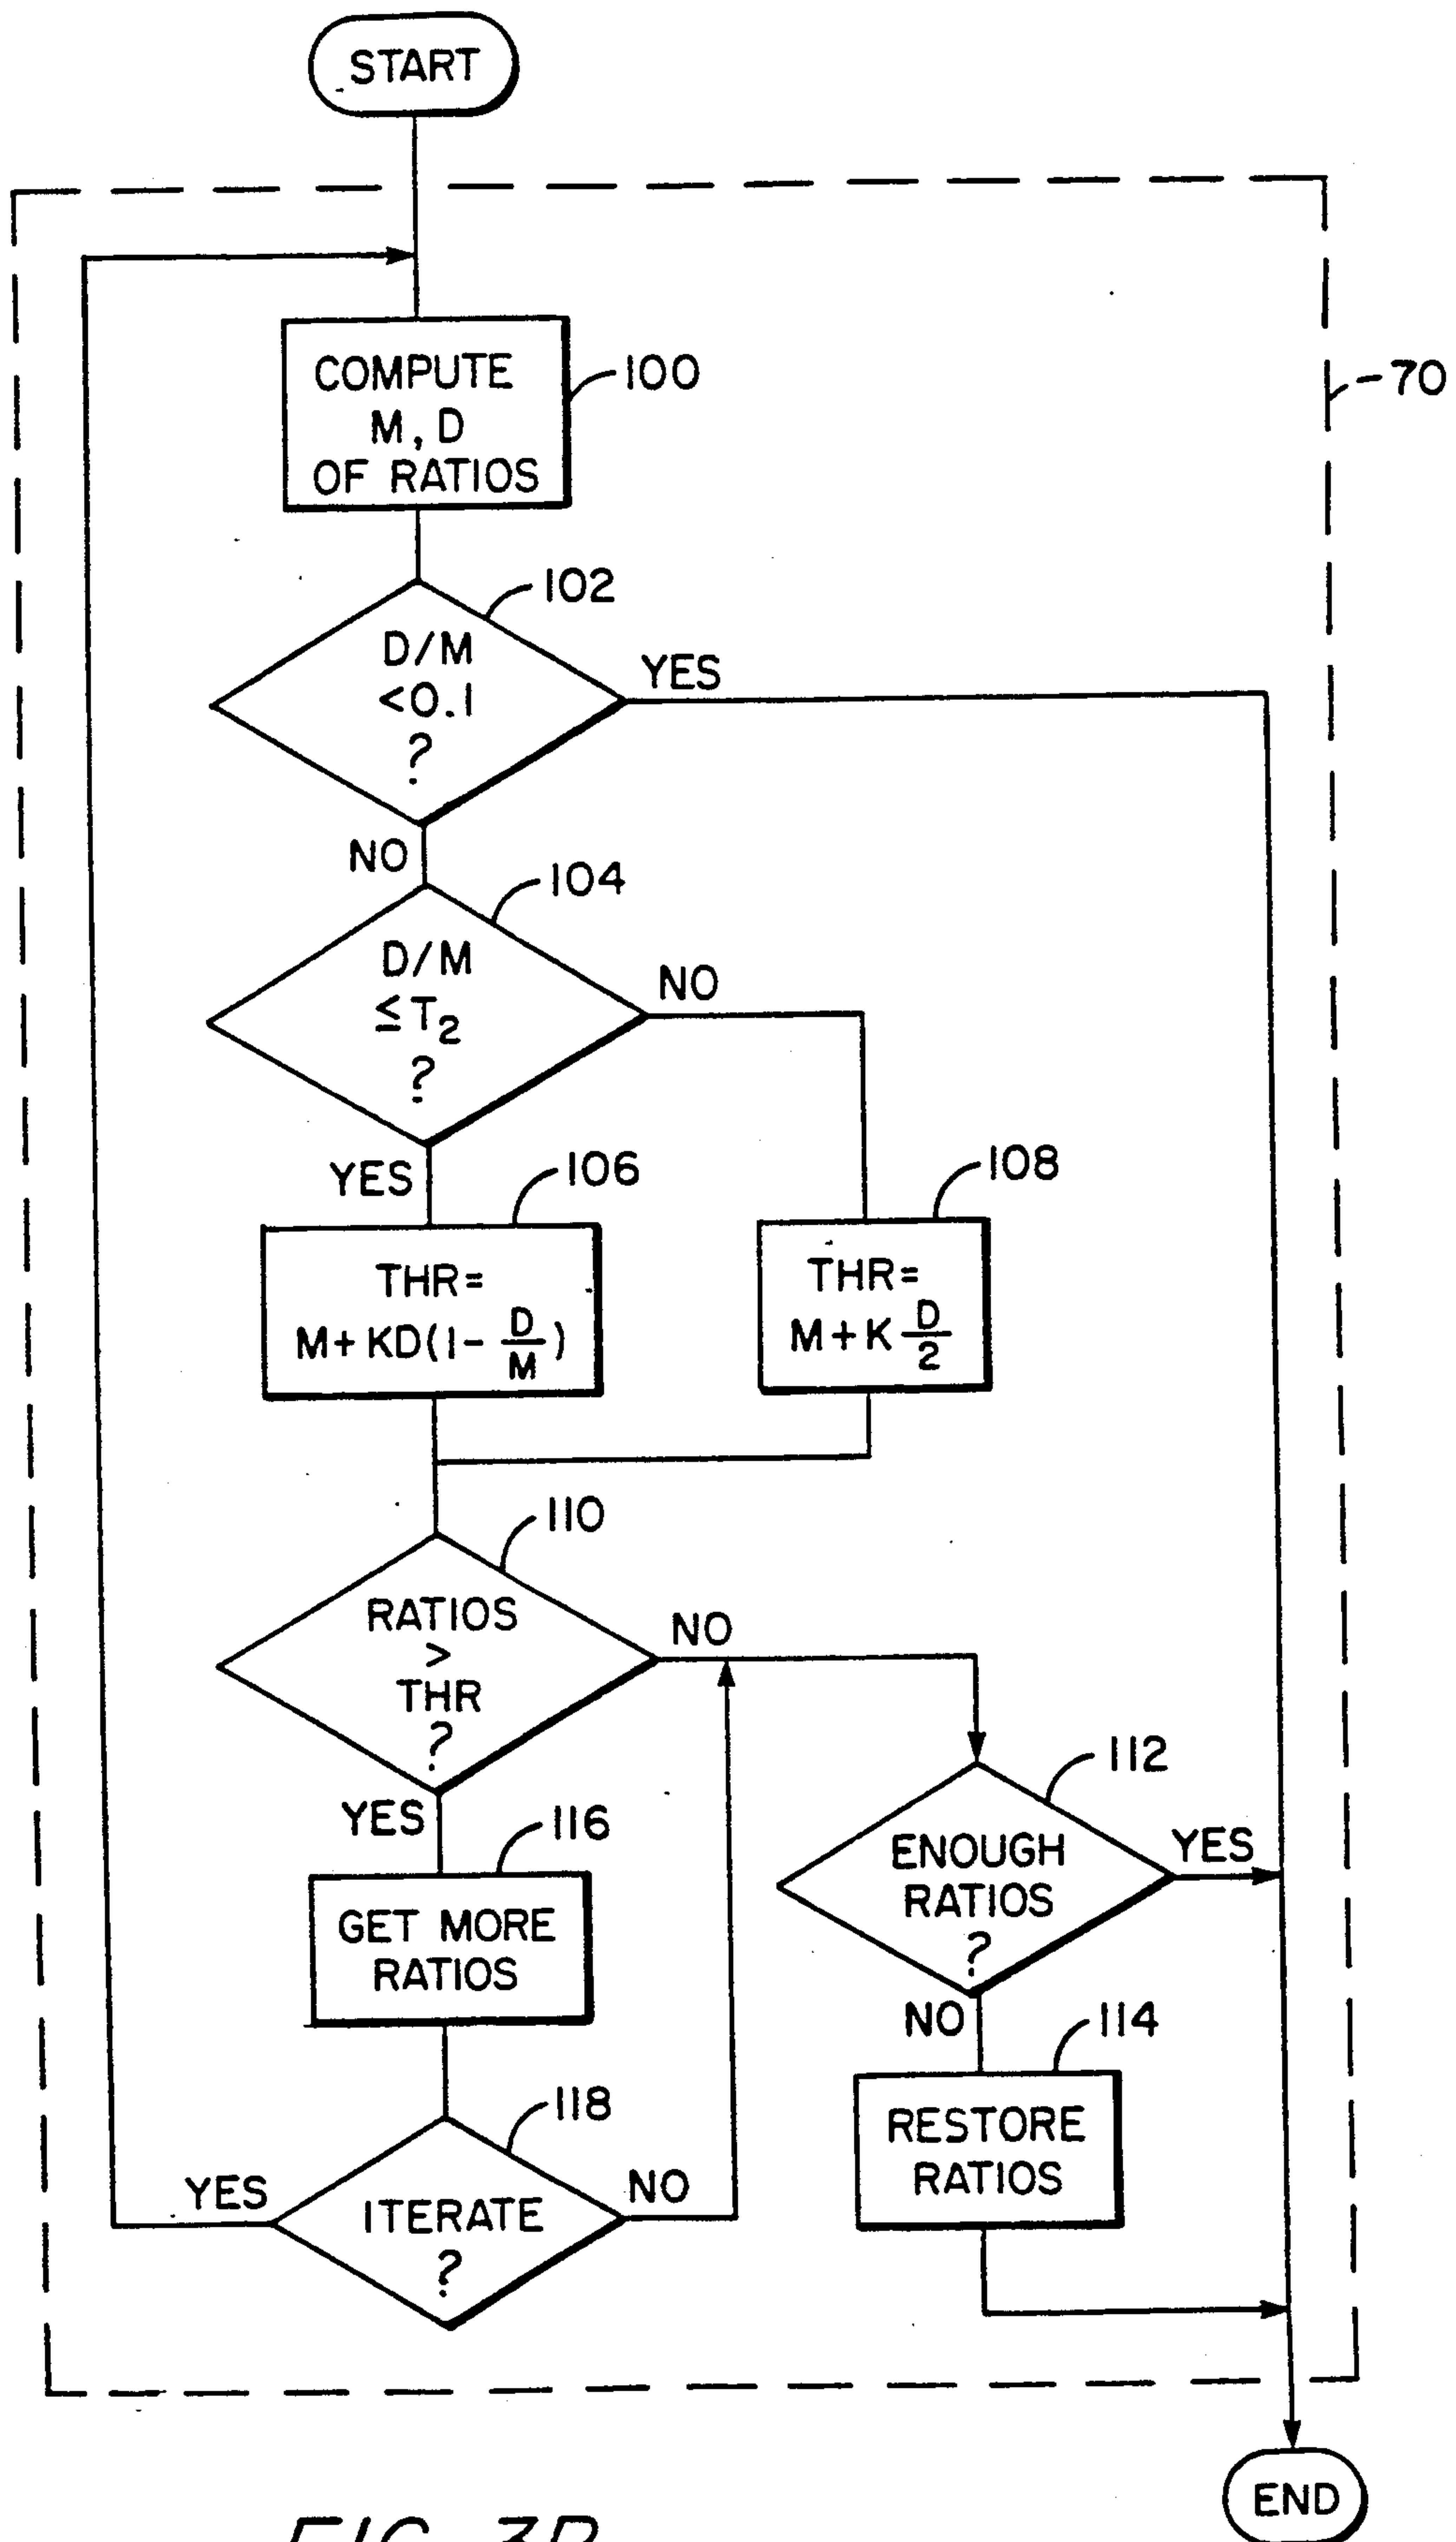 START
COMPUTE
M, D
OF RATIOS
100
-70
102
D/M
<0.1
?
YES
NO
104
D/M
≤T2
?
NO
YES
106
THR=
M+KD(1-D/M)
108
THR=
M+K D/2
110
RATIOS
>
THR
?
NO
YES
116
GET MORE
RATIOS
112
ENOUGH
RATIOS
?
YES
NO
114
RESTORE
RATIOS
118
ITERATE
?
YES
NO
END